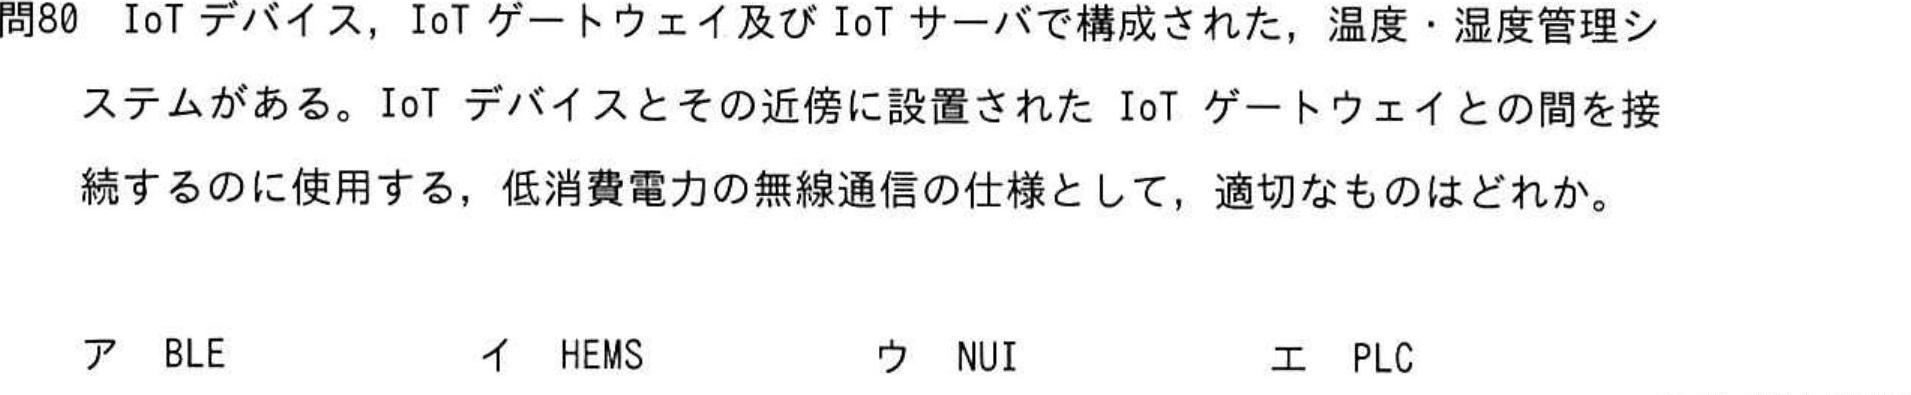 問80　IoT デバイス，IoT ゲートウェイ及び IoT サーバで構成された，温度・湿度管理シ
ステムがある。IoT デバイスとその近傍に設置された IoT ゲートウェイとの間を接
続するのに使用する，低消費電力の無線通信の仕様として，適切なものはどれか。
ア　BLE　イ　HEMS　ウ　NUI　エ　PLC